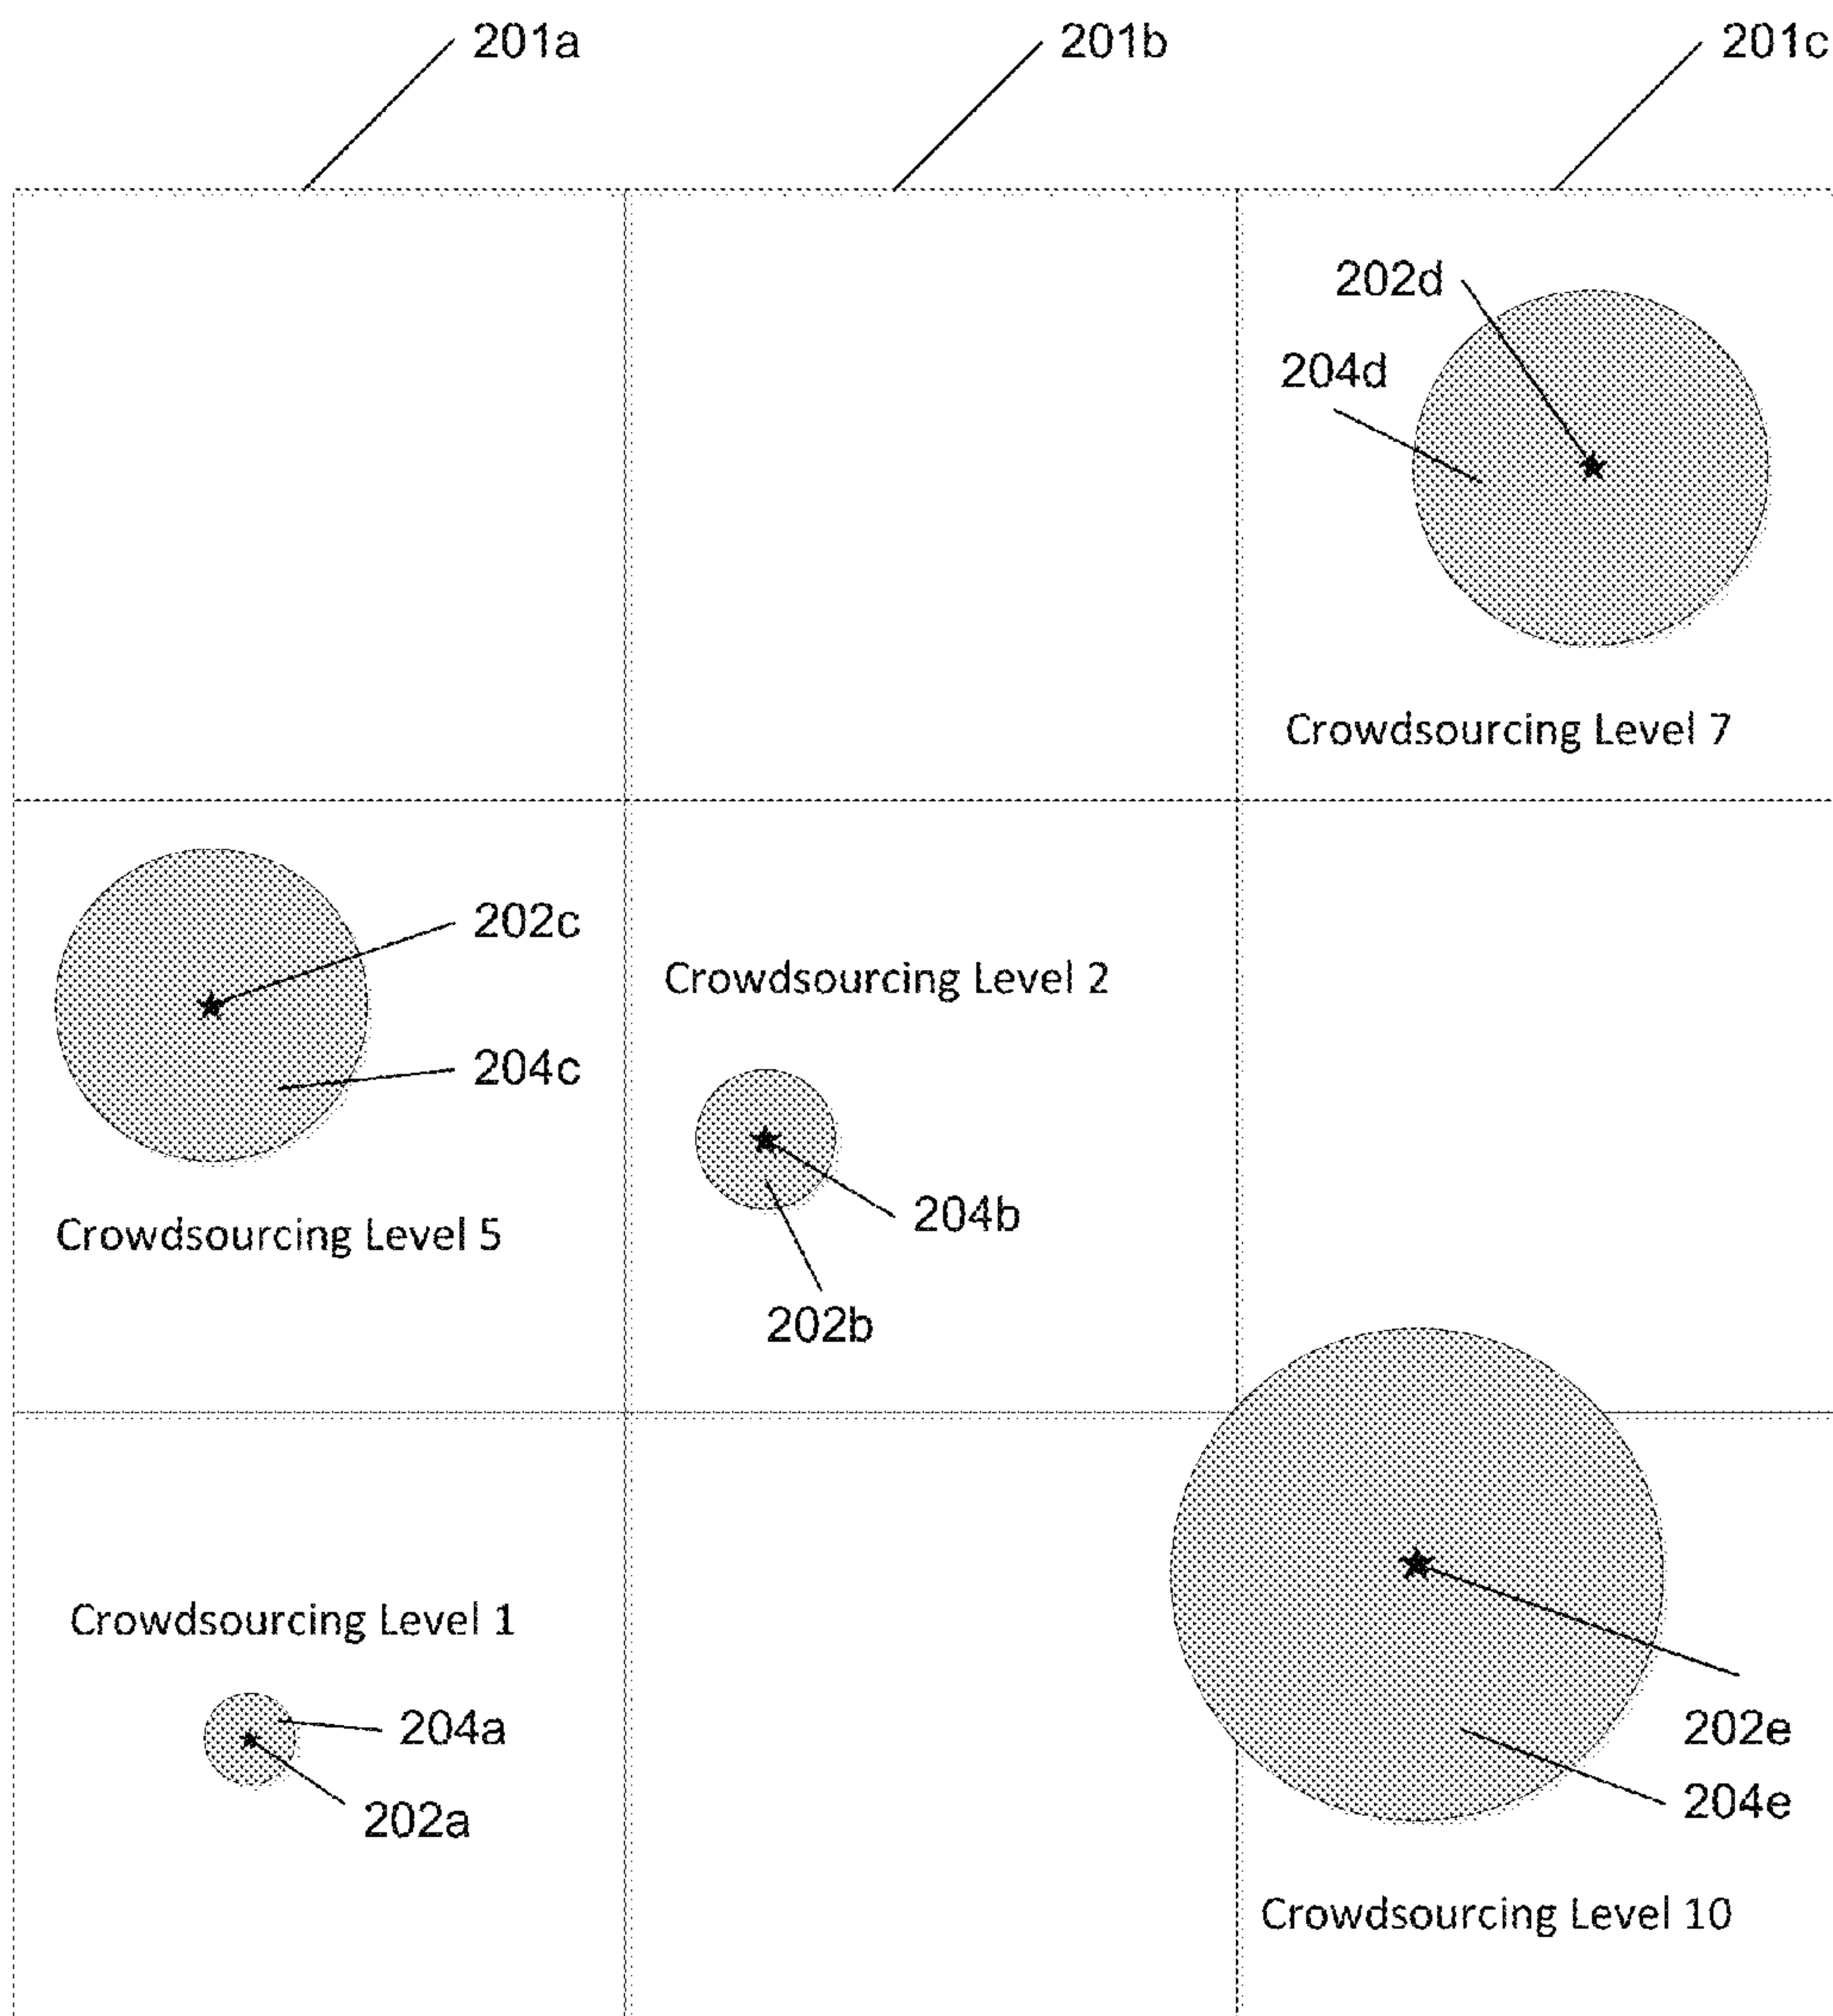 201a
201b
201c
202d
204d
Crowdsourcing Level 7
202c
Crowdsourcing Level 2
204c
204b
Crowdsourcing Level 5
202b
Crowdsourcing Level 1
204a
202e
204e
202a
Crowdsourcing Level 10